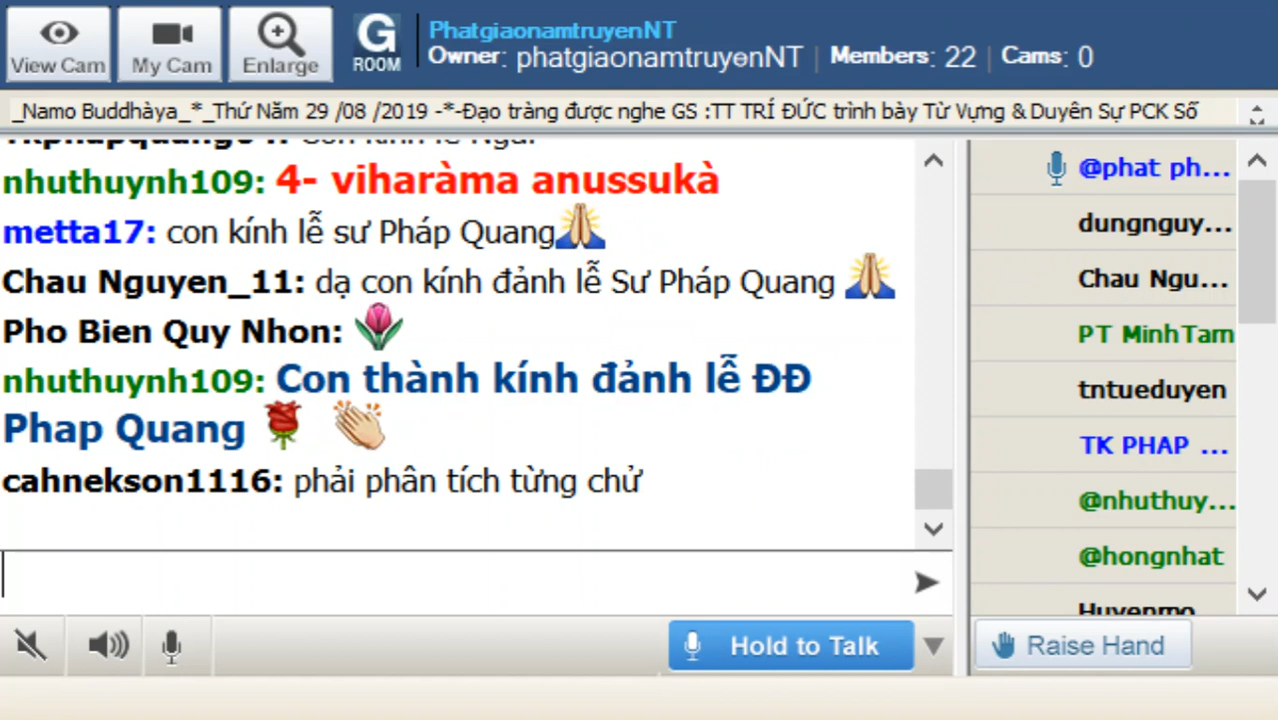 View Cam
My Cam
Enlarge
G
ROOM
PhatgiaonamtruyenNT
Owner: phatgiaonamtruyenNT | Members: 22 | Cams: 0
_Namo Buddhàya_*_Thứ Năm 29 /08 /2019 -*-Đạo tràng được nghe GS :TT TRÍ ĐỨC trình bày Từ Vựng & Duyên Sự PCK Số
nhuthuynh109: 4- viharàma anussukà
metta17: con kính lễ sư Pháp Quang
Chau Nguyen_11: dạ con kính đảnh lễ Sư Pháp Quang
Pho Bien Quy Nhon:
nhuthuynh109: Con thành kính đảnh lễ ĐĐ
Phap Quang
cahnekson1116: phải phân tích từng chử
@phat ph...
dungnguy...
Chau Ngu...
PT MinhTam
tntueduyen
TK PHAP ...
@nhuthuy...
@hongnhat
Huyenmo
Hold to Talk
Raise Hand